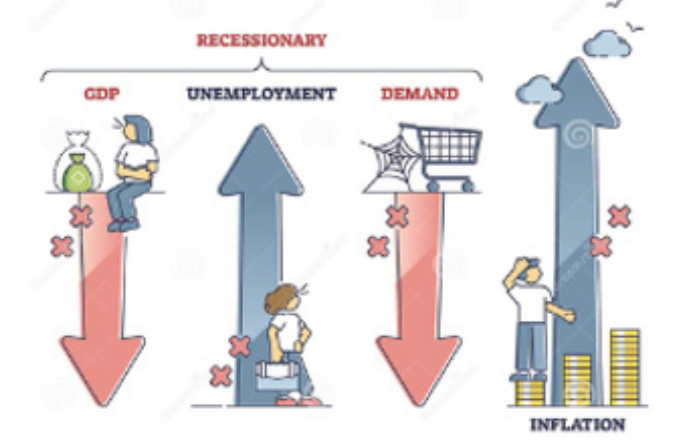 RECESSIONARY
GDP
UNEMPLOYMENT
DEMAND
INFLATION